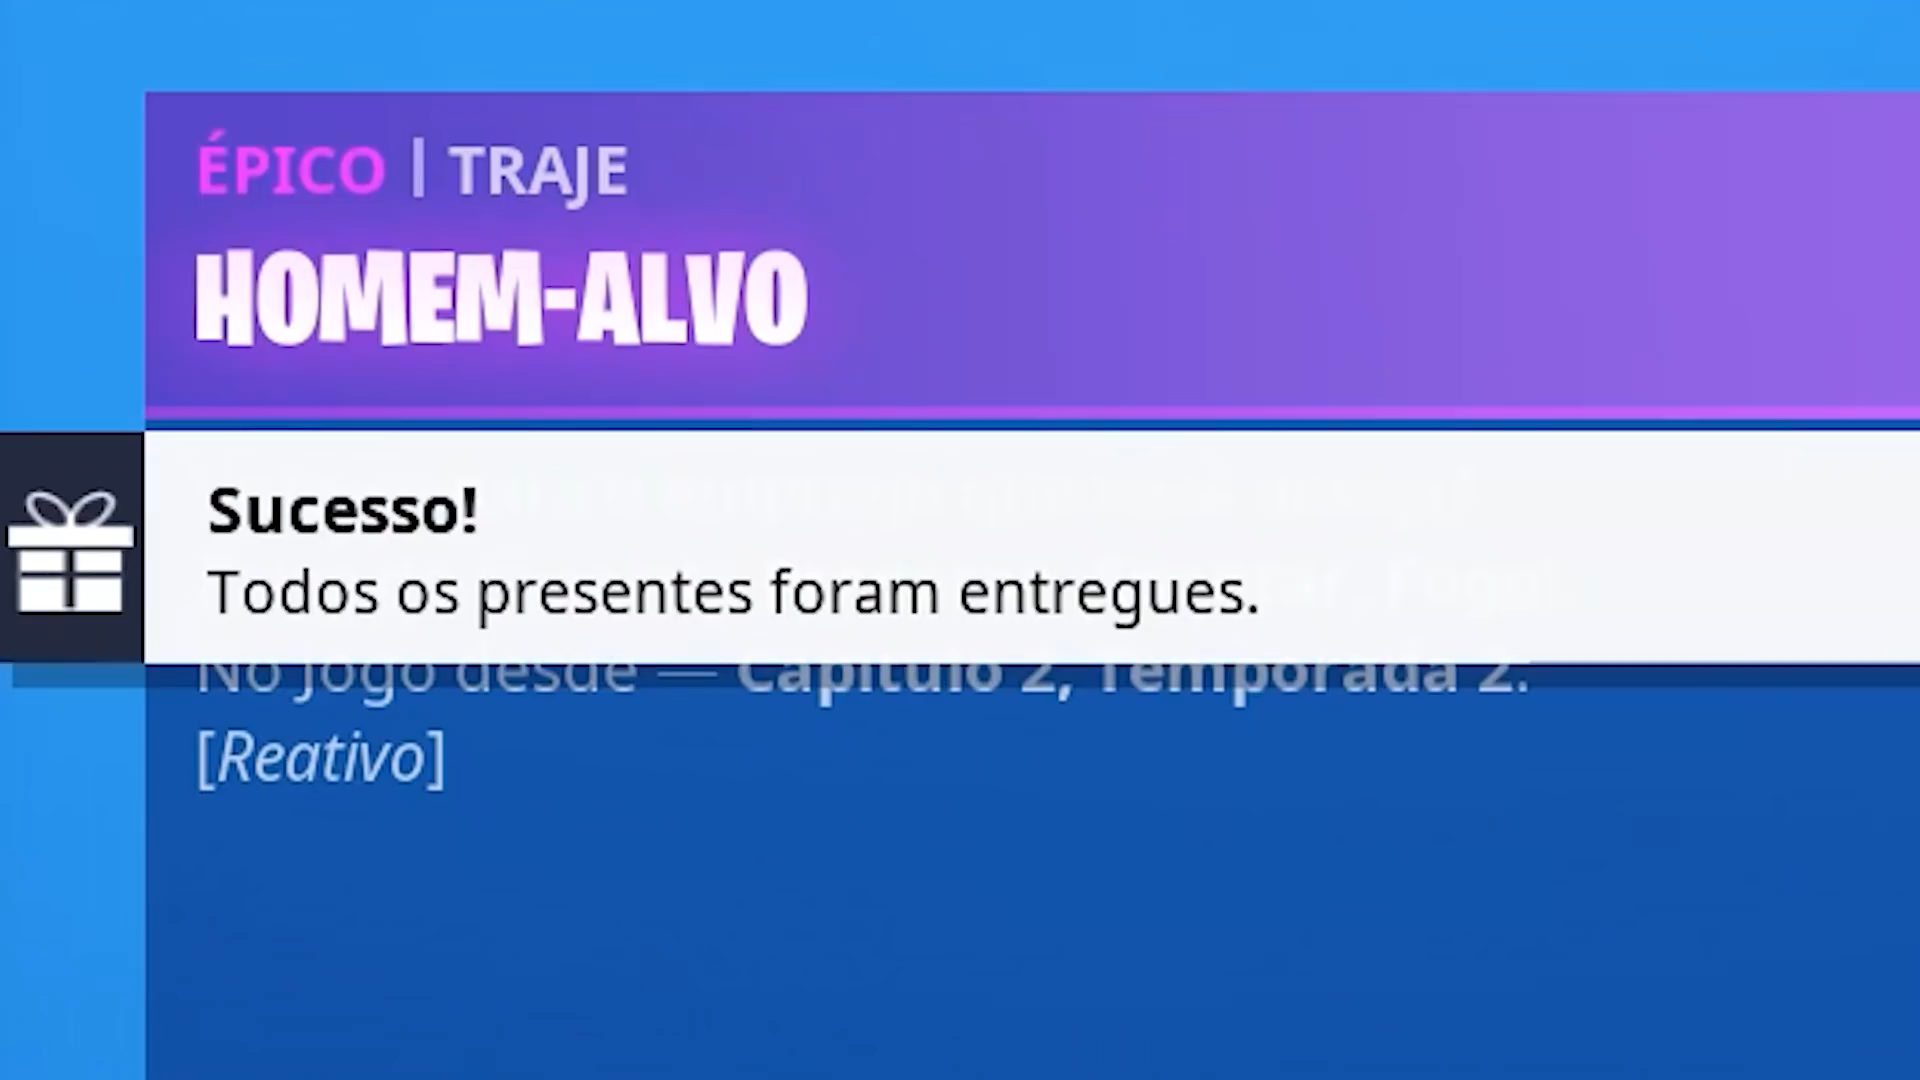 ÉPICO | TRAJE
HOMEM-ALVO
Sucesso!
Todos os presentes foram entregues.
No Jogo desde — Capítulo 2, Temporada 2.
[Reativo]